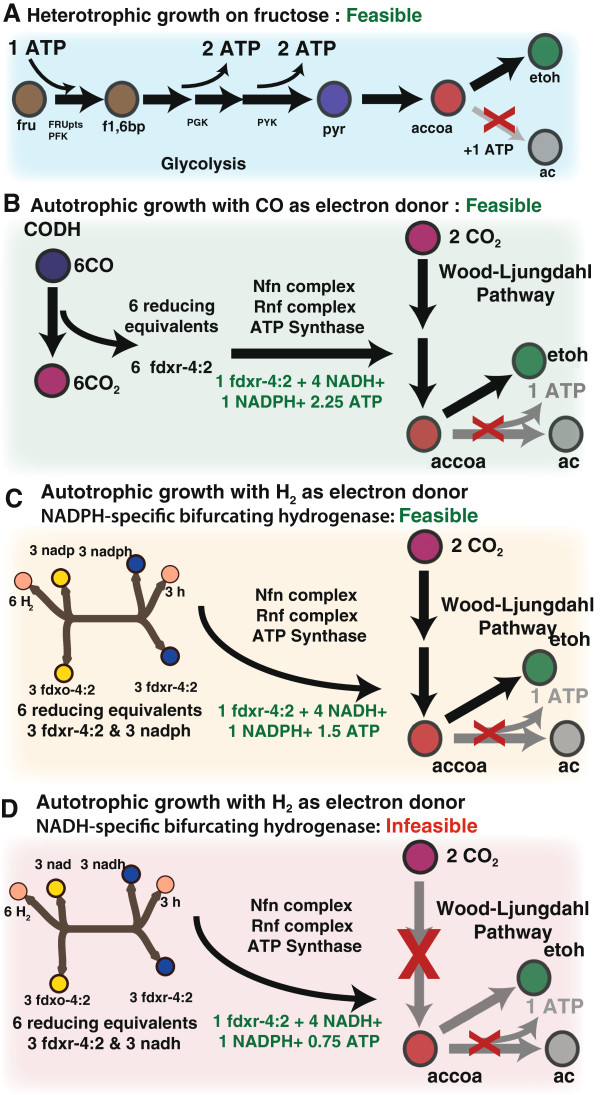 A Heterotrophic growth on fructose : Feasible
1 ATP
2 ATP 2 ATP
etoh
fru
FRUpts
PFK
f1,6bp
PGK
PYK
pyr
accoa
+1 ATP
ac
Glycolysis
B Autotrophic growth with CO as electron donor : Feasible
CODH
6CO
6CO2
6 reducing
equivalents
6 fdxr-4:2
Nfn complex
Rnf complex
ATP Synthase
1 fdxr-4:2 + 4 NADH+
1 NADPH+ 2.25 ATP
2 CO2
Wood-Ljungdahl
Pathway
etoh
1 ATP
accoa
ac
C Autotrophic growth with H2 as electron donor
NADPH-specific bifurcating hydrogenase: Feasible
3 nadp 3 nadph
6 H2
3 h
3 fdxo-4:2
3 fdxr-4:2
6 reducing equivalents
3 fdxr-4:2 & 3 nadph
Nfn complex
Rnf complex
ATP Synthase
1 fdxr-4:2 + 4 NADH+
1 NADPH+ 1.5 ATP
2 CO2
Wood-Ljungdahl
Pathway
etoh
1 ATP
accoa
ac
D Autotrophic growth with H2 as electron donor
NADH-specific bifurcating hydrogenase: Infeasible
3 nad 3 nadh
6 H2
3 h
3 fdxo-4:2
3 fdxr-4:2
6 reducing equivalents
3 fdxr-4:2 & 3 nadh
Nfn complex
Rnf complex
ATP Synthase
1 fdxr-4:2 + 4 NADH+
1 NADPH+ 0.75 ATP
2 CO2
Wood-Ljungdahl
Pathway
etoh
1 ATP
accoa
ac